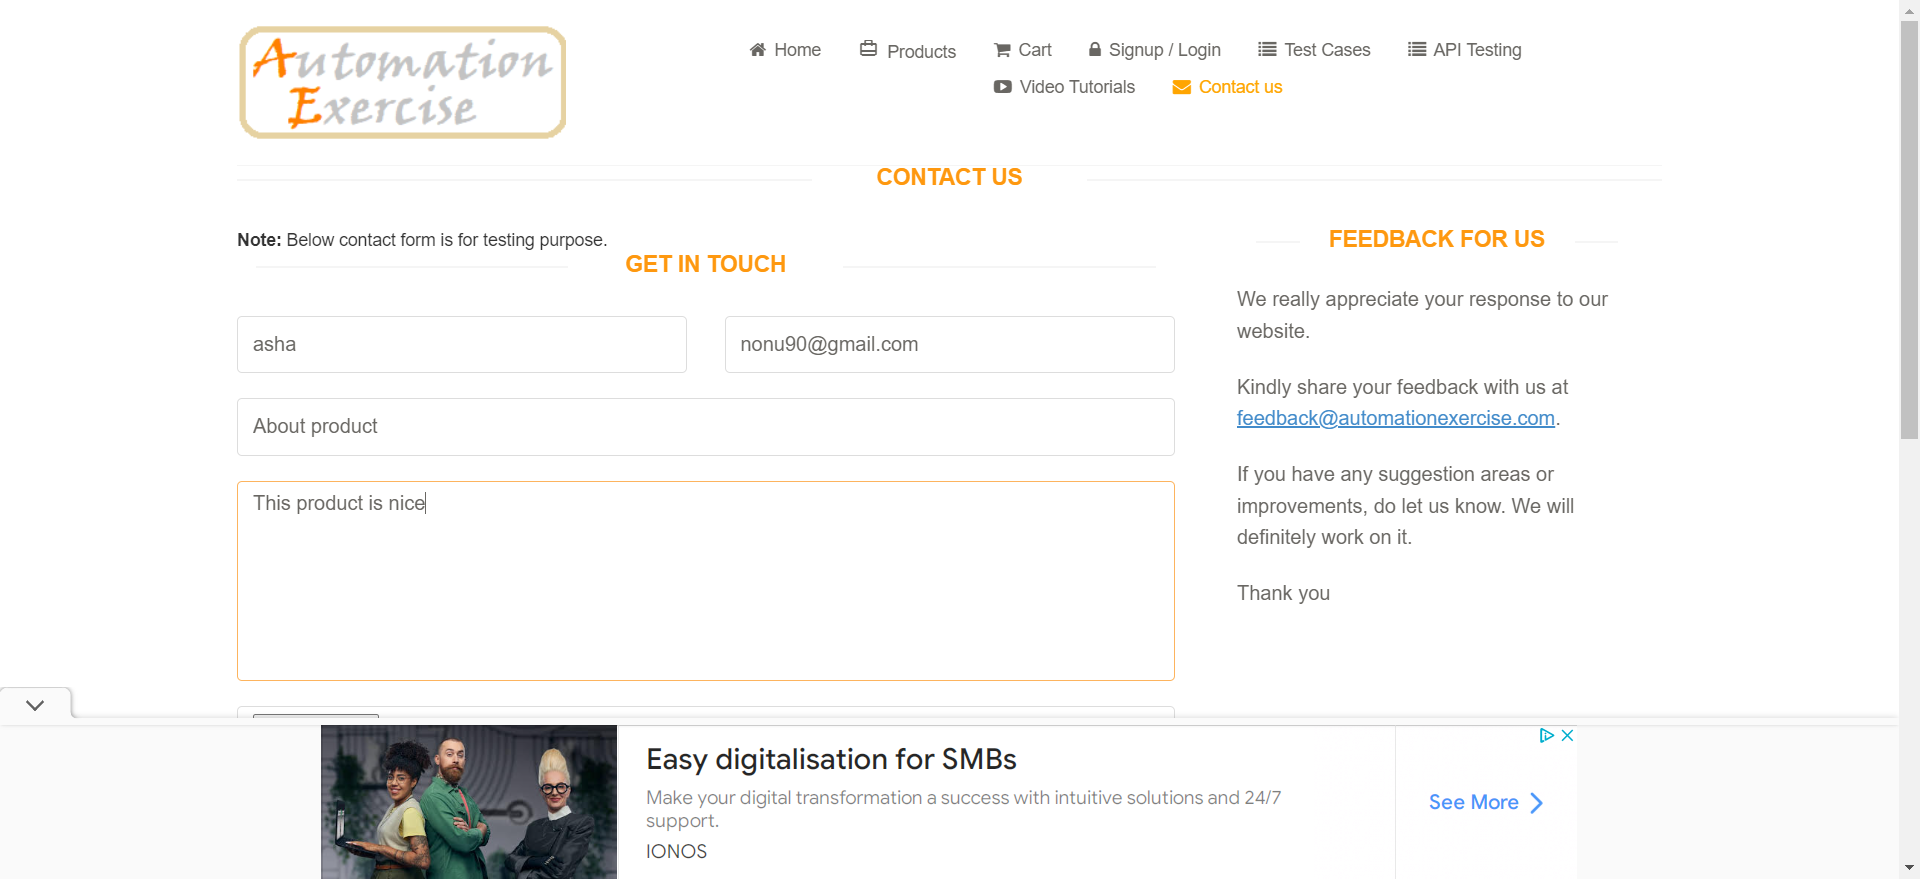 Automation
Exercise
Home
Products
Cart
Signup / Login
Test Cases
API Testing
Video Tutorials
Contact us
CONTACT US
Note: Below contact form is for testing purpose.
GET IN TOUCH
asha
nonu90@gmail.com
About product
This product is nice
FEEDBACK FOR US
We really appreciate your response to our
website.
Kindly share your feedback with us at
feedback@automationexercise.com.
If you have any suggestion areas or
improvements, do let us know. We will
definitely work on it.
Thank you
Easy digitalisation for SMBs
Make your digital transformation a success with intuitive solutions and 24/7
support.
IONOS
See More